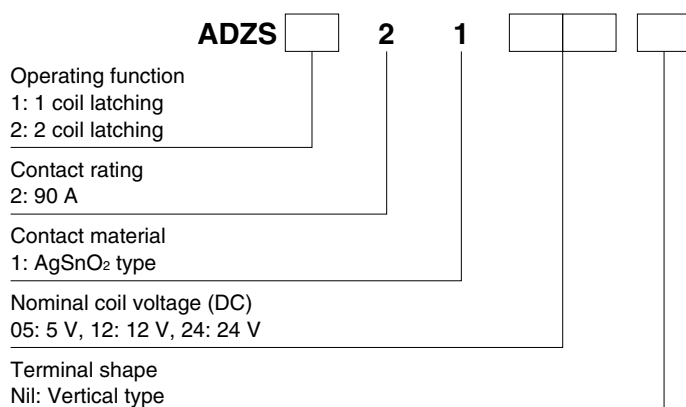 ADZS 2 1
Operating function
1: 1 coil latching
2: 2 coil latching
Contact rating
2: 90 A
Contact material
1: AgSnO₂ type
Nominal coil voltage (DC)
05: 5 V, 12: 12 V, 24: 24 V
Terminal shape
Nil: Vertical type